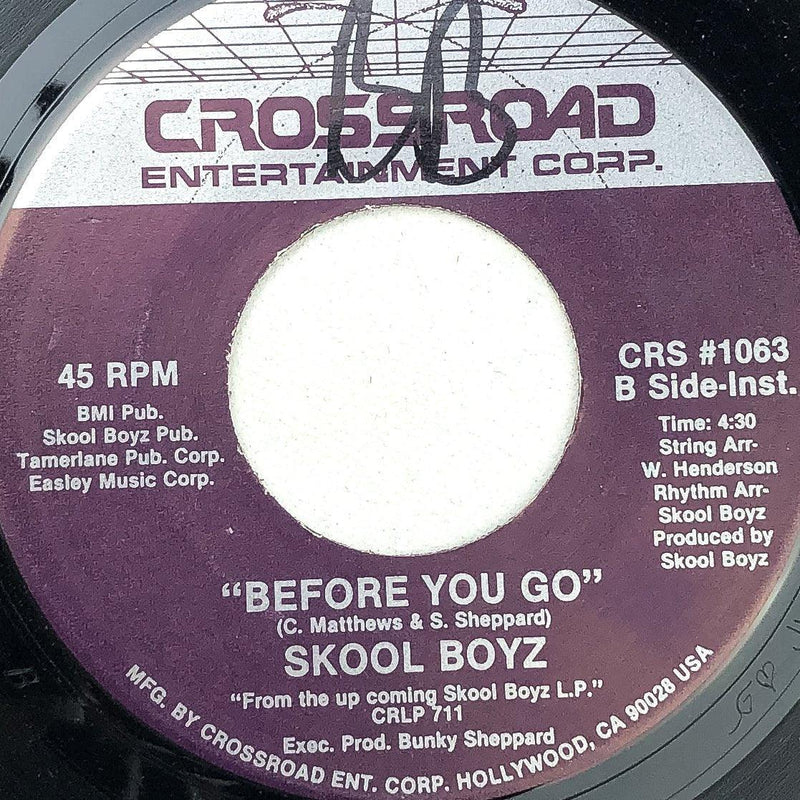 CROSSROAD
ENTERTAINMENT CORP.
45 RPM
BMI Pub.
Skool Boyz Pub.
Tamerlane Pub. Corp.
Easley Music Corp.
CRS #1063
B Side-Inst.
Time: 4:30
String Arr-
W. Henderson
Rhythm Arr-
Skool Boyz
Produced by
Skool Boyz
"BEFORE YOU GO"
(C. Matthews & S. Sheppard)
SKOOL BOYZ
"From the up coming Skool Boyz L.P."
CRLP 711
Exec. Prod. Bunky Sheppard
MFG. BY CROSSROAD ENT. CORP. HOLLYWOOD, CA 90028 USA